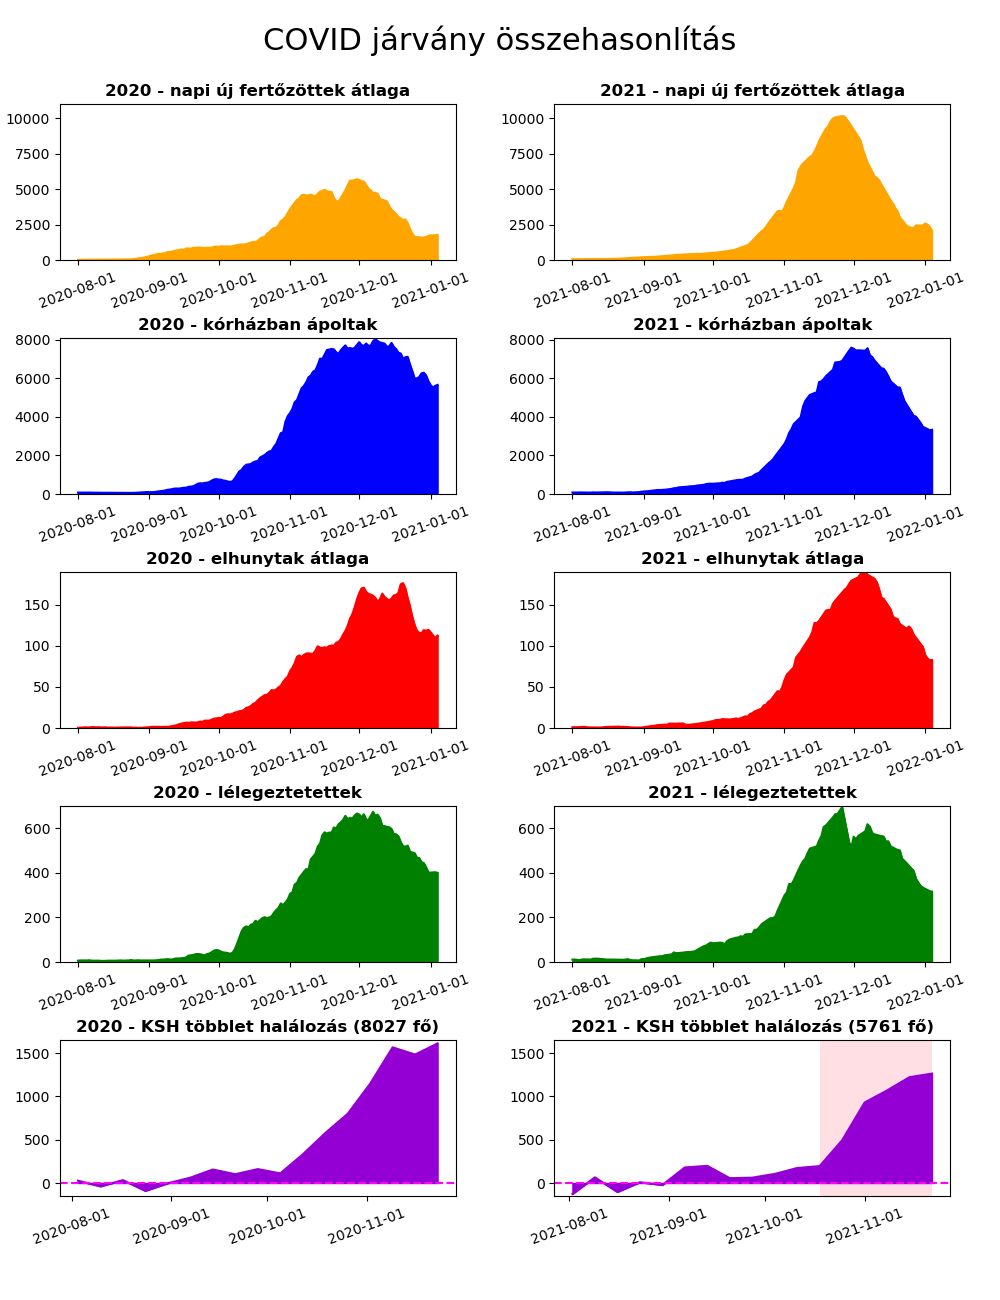 COVID járvány összehasonlítás
2020 - napi új fertőzöttek átlaga
10000
7500
5000
2500
0
2020-08-01 2020-09-01 2020-10-01 2020-11-01 2020-12-01 2021-01-01
2021 - napi új fertőzöttek átlaga
10000
7500
5000
2500
0
2021-08-01 2021-09-01 2021-10-01 2021-11-01 2021-12-01 2022-01-01
2020 - kórházban ápoltak
8000
6000
4000
2000
0
2020-08-01 2020-09-01 2020-10-01 2020-11-01 2020-12-01 2021-01-01
2021 - kórházban ápoltak
8000
6000
4000
2000
0
2021-08-01 2021-09-01 2021-10-01 2021-11-01 2021-12-01 2022-01-01
2020 - elhunytak átlaga
150
100
50
0
2020-08-01 2020-09-01 2020-10-01 2020-11-01 2020-12-01 2021-01-01
2021 - elhunytak átlaga
150
100
50
0
2021-08-01 2021-09-01 2021-10-01 2021-11-01 2021-12-01 2022-01-01
2020 - lélegeztetettek
600
400
200
0
2020-08-01 2020-09-01 2020-10-01 2020-11-01 2020-12-01 2021-01-01
2021 - lélegeztetettek
600
400
200
0
2021-08-01 2021-09-01 2021-10-01 2021-11-01 2021-12-01 2022-01-01
2020 - KSH többlet halálozás (8027 fő)
1500
1000
500
0
2020-08-01 2020-09-01 2020-10-01 2020-11-01
2021 - KSH többlet halálozás (5761 fő)
1500
1000
500
0
2021-08-01 2021-09-01 2021-10-01 2021-11-01